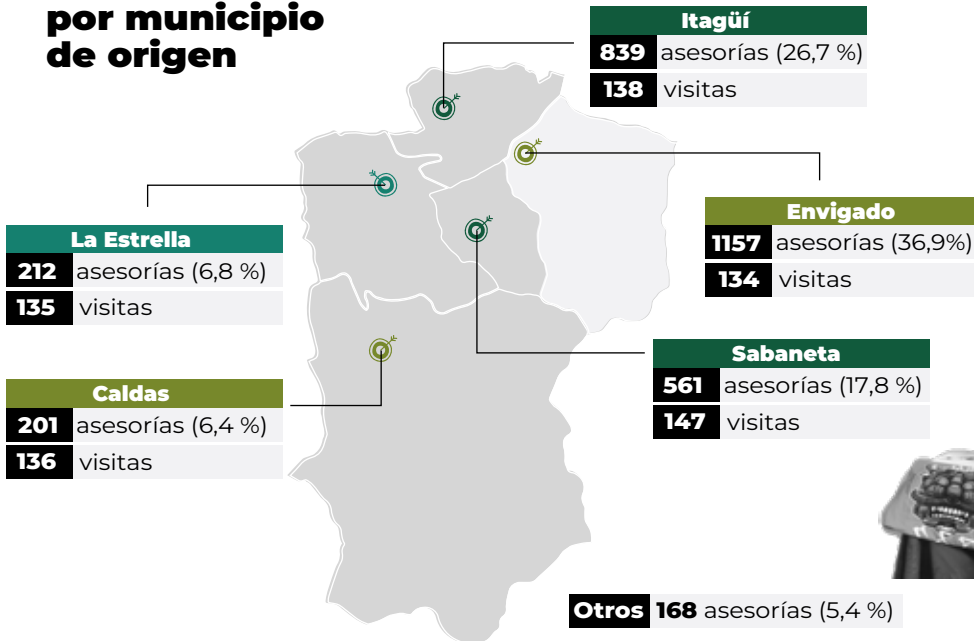 por municipio
de origen
Itagüí
839 asesorías (26,7 %)
138 visitas
Envigado
1157 asesorías (36,9%)
134 visitas
La Estrella
212 asesorías (6,8 %)
135 visitas
Sabaneta
561 asesorías (17,8 %)
147 visitas
Caldas
201 asesorías (6,4 %)
136 visitas
Otros 168 asesorías (5,4 %)